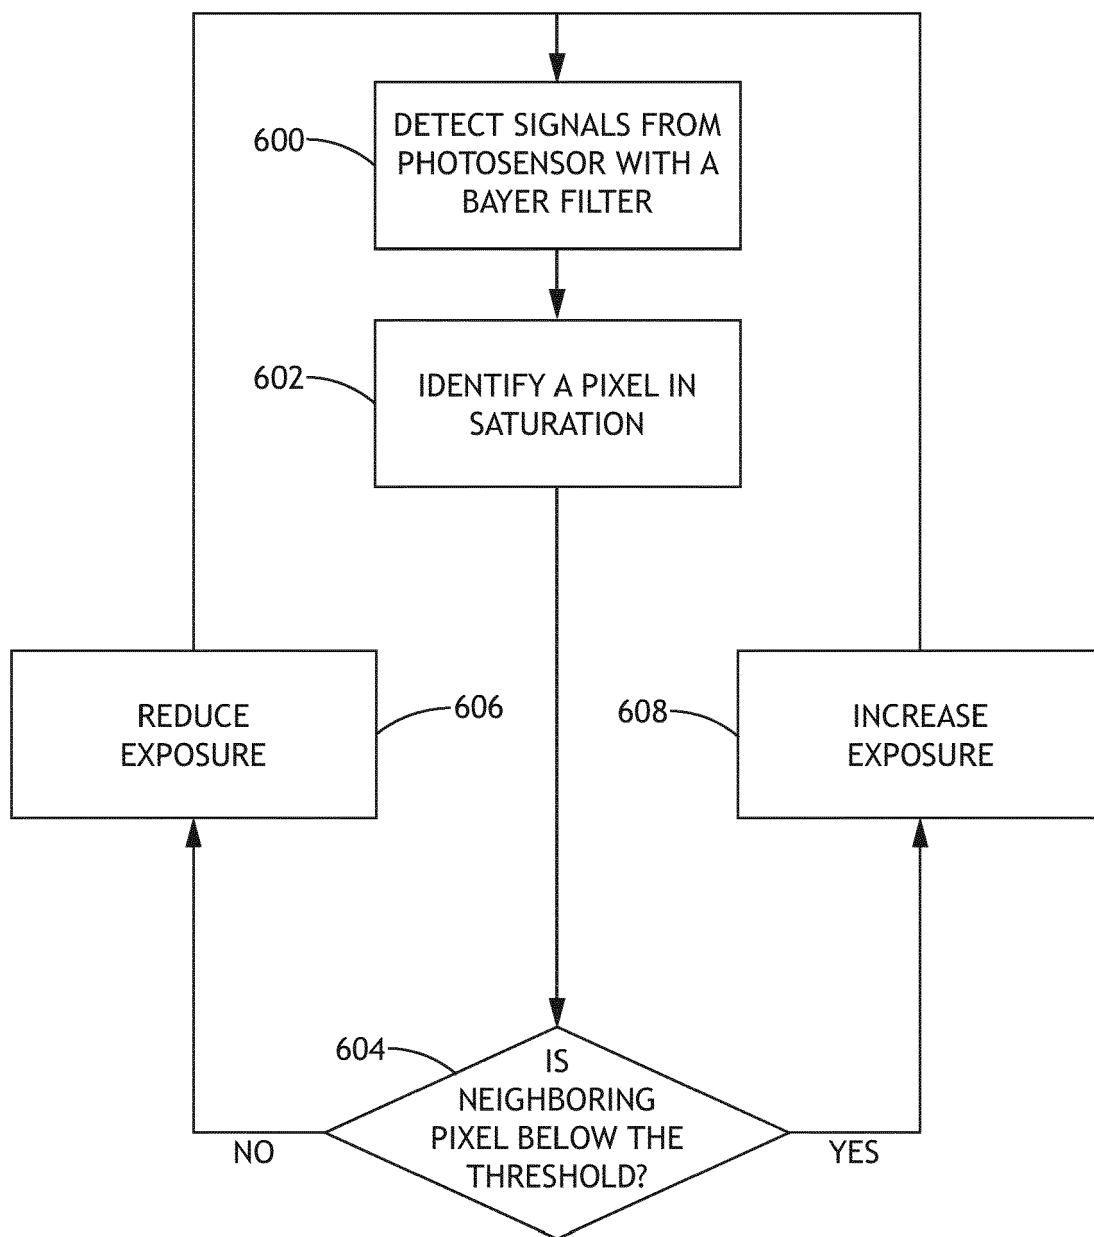 600
DETECT SIGNALS FROM
PHOTOSENSOR WITH A
BAYER FILTER
602
IDENTIFY A PIXEL IN
SATURATION
REDUCE
EXPOSURE
606
608
INCREASE
EXPOSURE
604
IS
NEIGHBORING
PIXEL BELOW THE
THRESHOLD?
NO
YES